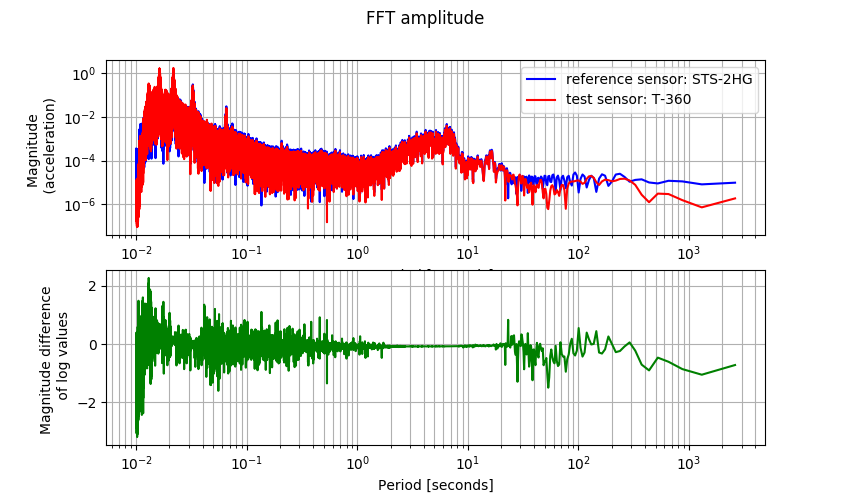 FFT amplitude
Magnitude
(acceleration)
10⁰
10⁻²
10⁻⁴
10⁻⁶
reference sensor: STS-2HG
test sensor: T-360
10⁻² 10⁻¹ 10⁰ 10¹ 10² 10³
Magnitude difference
of log values
2
0
−2
10⁻² 10⁻¹ 10⁰ 10¹ 10² 10³
Period [seconds]